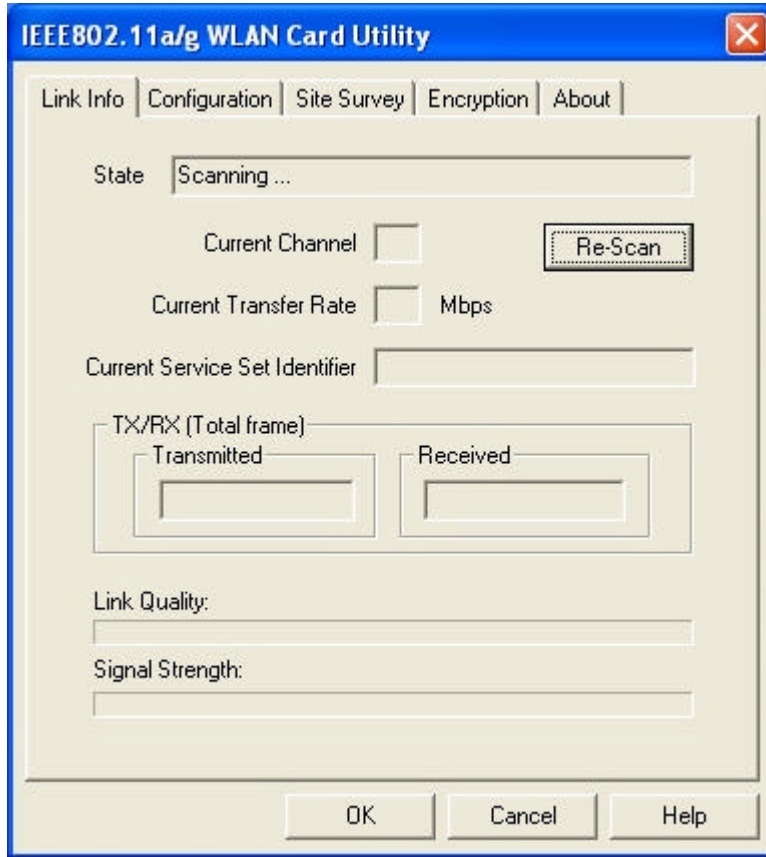 IEEE802.11a/g WLAN Card Utility
Link Info Configuration Site Survey Encryption About
State Scanning ...
Current Channel Re-Scan
Current Transfer Rate Mbps
Current Service Set Identifier
TX/RX (Total frame)
Transmitted Received
Link Quality:
Signal Strength:
OK Cancel Help